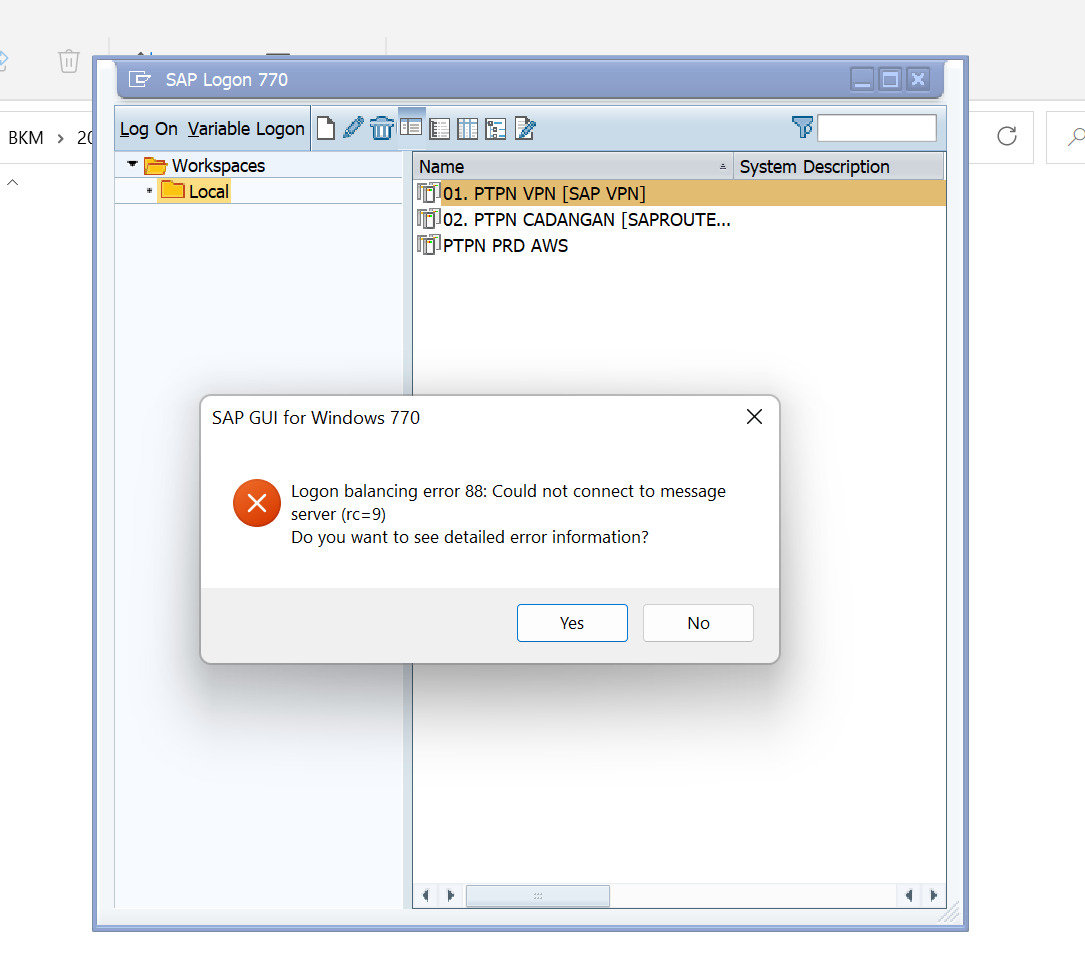 SAP Logon 770
BKM > 20
Log On Variable Logon
Workspaces
Local
Name System Description
01. PTPN VPN [SAP VPN]
02. PTPN CADANGAN [SAPROUTE...
PTPN PRD AWS
SAP GUI for Windows 770
Logon balancing error 88: Could not connect to message
server (rc=9)
Do you want to see detailed error information?
Yes No